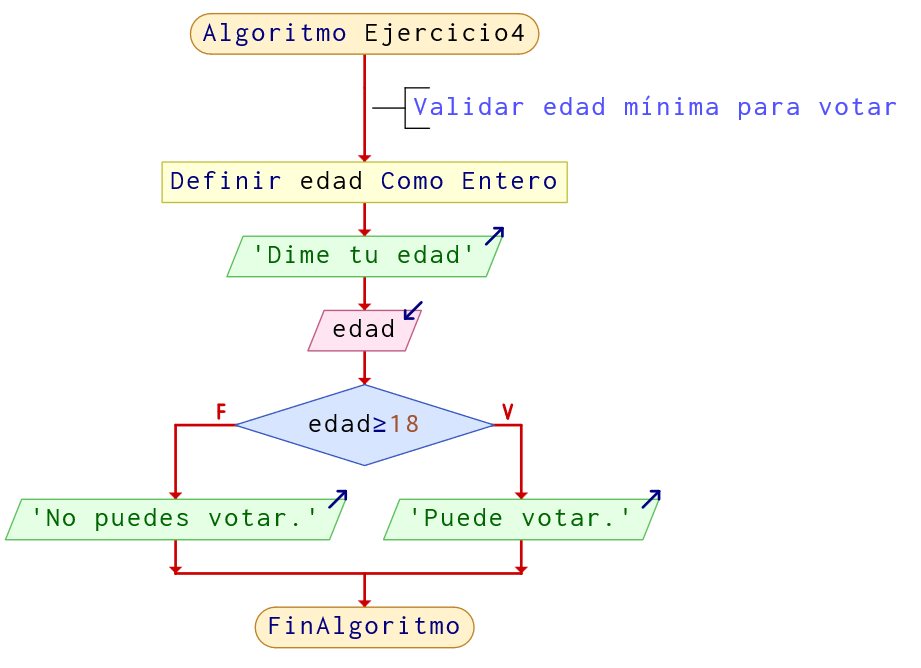 Algoritmo Ejercicio4
Validar edad mínima para votar
Definir edad Como Entero
'Dime tu edad'
edad
F
V
edad≥18
'No puedes votar.'
'Puede votar.'
FinAlgoritmo